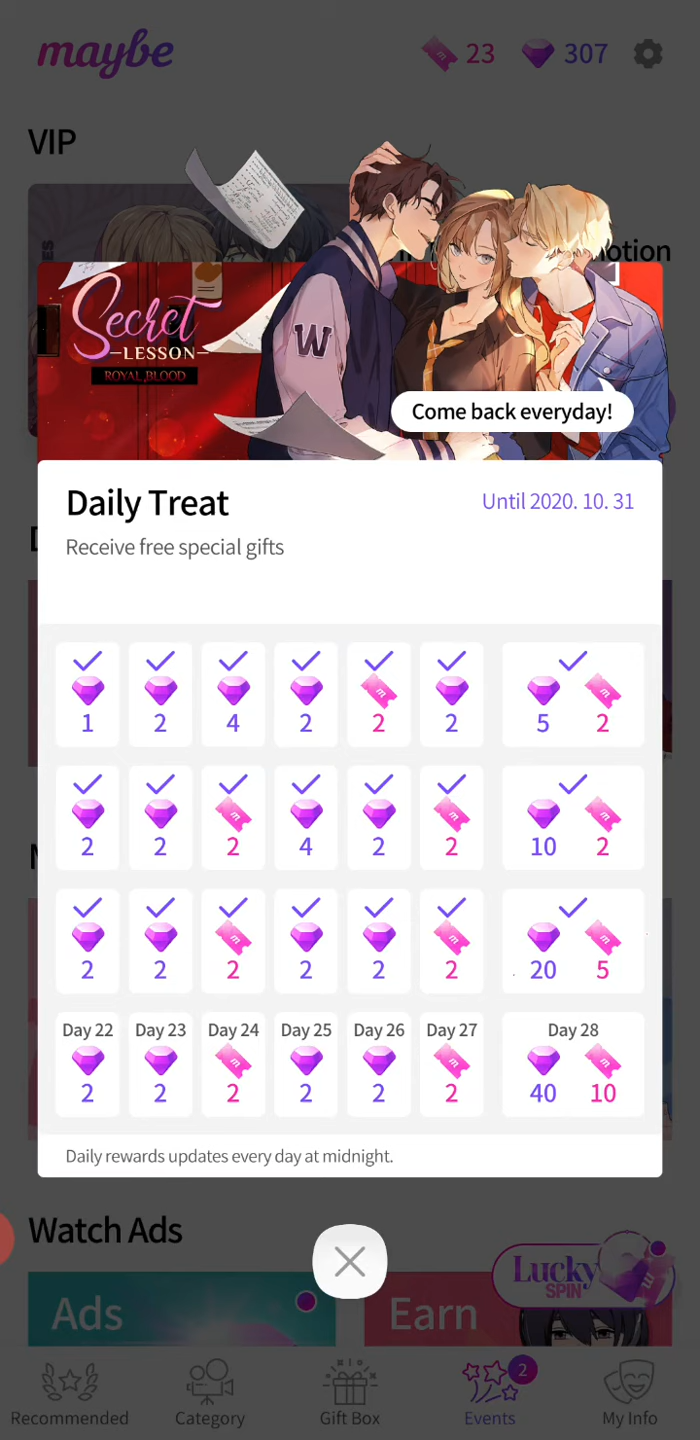 maybe
23
307
VIP
otion
Secret
LESSON
ROYAL BLOOD
W
Come back everyday!
Daily Treat
Until 2020. 10. 31
Receive free special gifts
1 2 4 2 2 2 5 2
2 2 2 4 2 2 10 2
2 2 2 2 2 2 20 5
Day 22 Day 23 Day 24 Day 25 Day 26 Day 27 Day 28
2 2 2 2 2 2 40 10
Daily rewards updates every day at midnight.
Watch Ads
Lucky
SPIN
Ads
Earn
2
Recommended Category Gift Box Events My Info